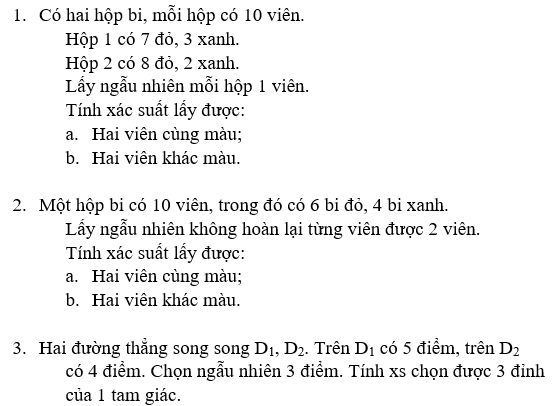 1. Có hai hộp bi, mỗi hộp có 10 viên.
Hộp 1 có 7 đỏ, 3 xanh.
Hộp 2 có 8 đỏ, 2 xanh.
Lấy ngẫu nhiên mỗi hộp 1 viên.
Tính xác suất lấy được:
a. Hai viên cùng màu;
b. Hai viên khác màu.
2. Một hộp bi có 10 viên, trong đó có 6 bi đỏ, 4 bi xanh.
Lấy ngẫu nhiên không hoàn lại từng viên được 2 viên.
Tính xác suất lấy được:
a. Hai viên cùng màu;
b. Hai viên khác màu.
3. Hai đường thẳng song song D₁, D₂. Trên D₁ có 5 điểm, trên D₂
có 4 điểm. Chọn ngẫu nhiên 3 điểm. Tính xs chọn được 3 đỉnh
của 1 tam giác.